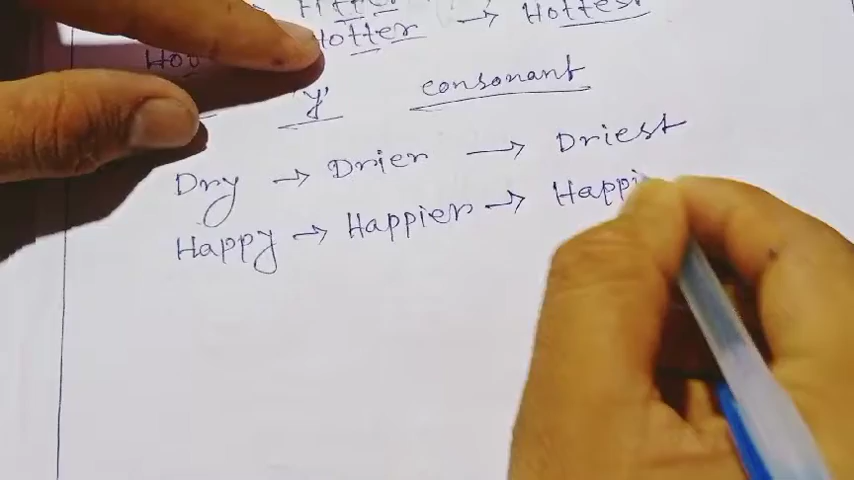 Hotter → Hottest
'y' consonant
Dry → Drier → Driest
Happy → Happier → Happi